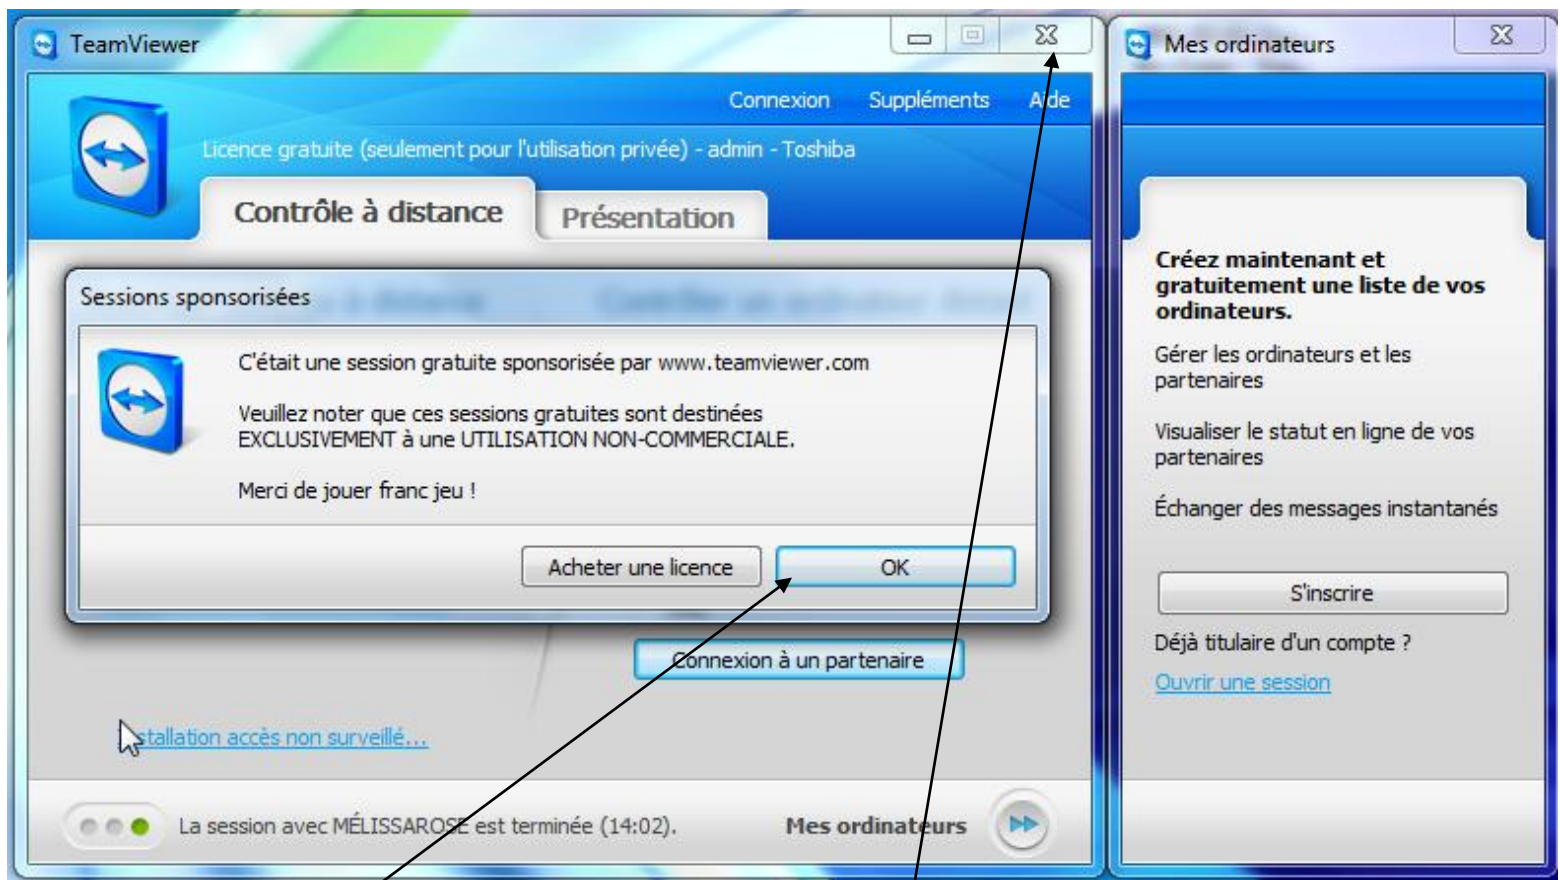 TeamViewer
Connexion Suppléments Aide
Licence gratuite (seulement pour l'utilisation privée) - admin - Toshiba
Contrôle à distance Présentation
Sessions sponsorisées
C'était une session gratuite sponsorisée par www.teamviewer.com
Veuillez noter que ces sessions gratuites sont destinées
EXCLUSIVEMENT à une UTILISATION NON-COMMERCIALE.
Merci de jouer franc jeu !
Acheter une licence OK
Connexion à un partenaire
stallation accès non surveillé...
La session avec MÉLISSAROSE est terminée (14:02). Mes ordinateurs
Mes ordinateurs
Créez maintenant et
gratuitement une liste de vos
ordinateurs.
Gérer les ordinateurs et les
partenaires
Visualiser le statut en ligne de vos
partenaires
Échanger des messages instantanés
S'inscrire
Déjà titulaire d'un compte ?
Ouvrir une session